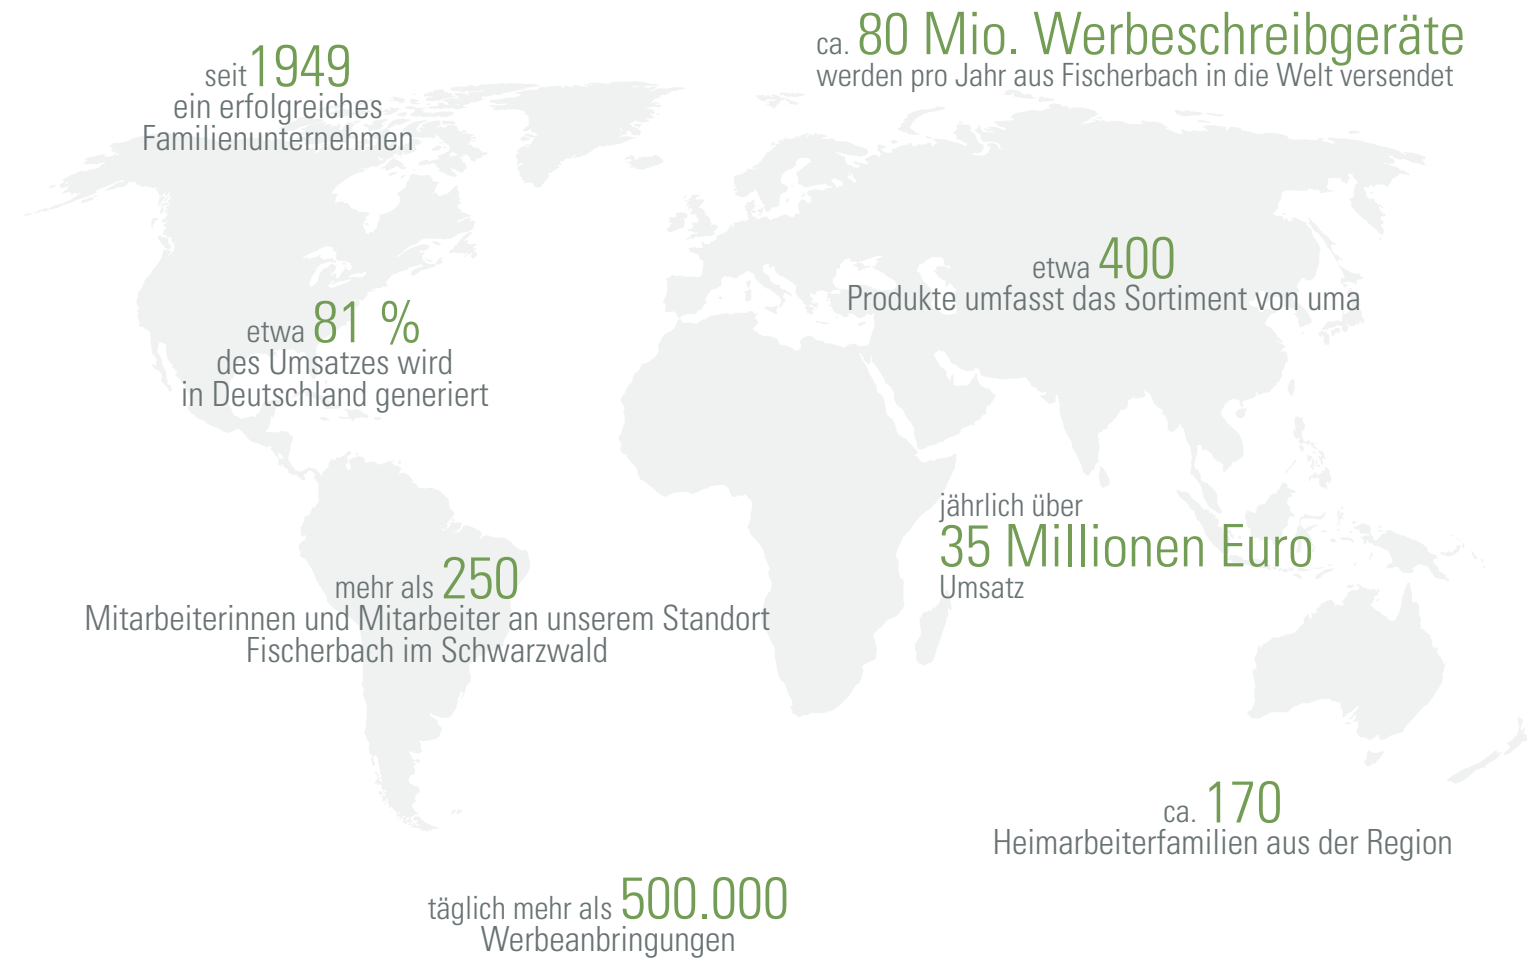 seit 1949
ein erfolgreiches
Familienunternehmen
ca. 80 Mio. Werbeschreibgeräte
werden pro Jahr aus Fischerbach in die Welt versendet
etwa 400
Produkte umfasst das Sortiment von uma
etwa 81 %
des Umsatzes wird
in Deutschland generiert
jährlich über
35 Millionen Euro
Umsatz
mehr als 250
Mitarbeiterinnen und Mitarbeiter an unserem Standort
Fischerbach im Schwarzwald
ca. 170
Heimarbeiterfamilien aus der Region
täglich mehr als 500.000
Werbeanbringungen